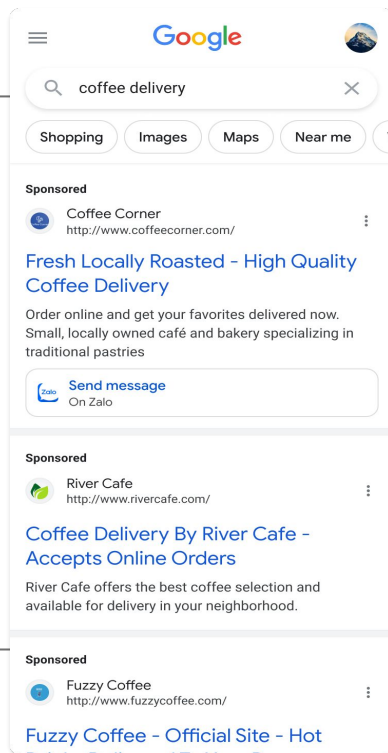 Google
coffee delivery
Shopping Images Maps Near me
Sponsored
Coffee Corner
http://www.coffeecorner.com/
Fresh Locally Roasted - High Quality
Coffee Delivery
Order online and get your favorites delivered now.
Small, locally owned café and bakery specializing in
traditional pastries
Zalo
Send message
On Zalo
Sponsored
River Cafe
http://www.rivercafe.com/
Coffee Delivery By River Cafe -
Accepts Online Orders
River Cafe offers the best coffee selection and
available for delivery in your neighborhood.
Sponsored
Fuzzy Coffee
http://www.fuzzycoffee.com/
Fuzzy Coffee - Official Site - Hot